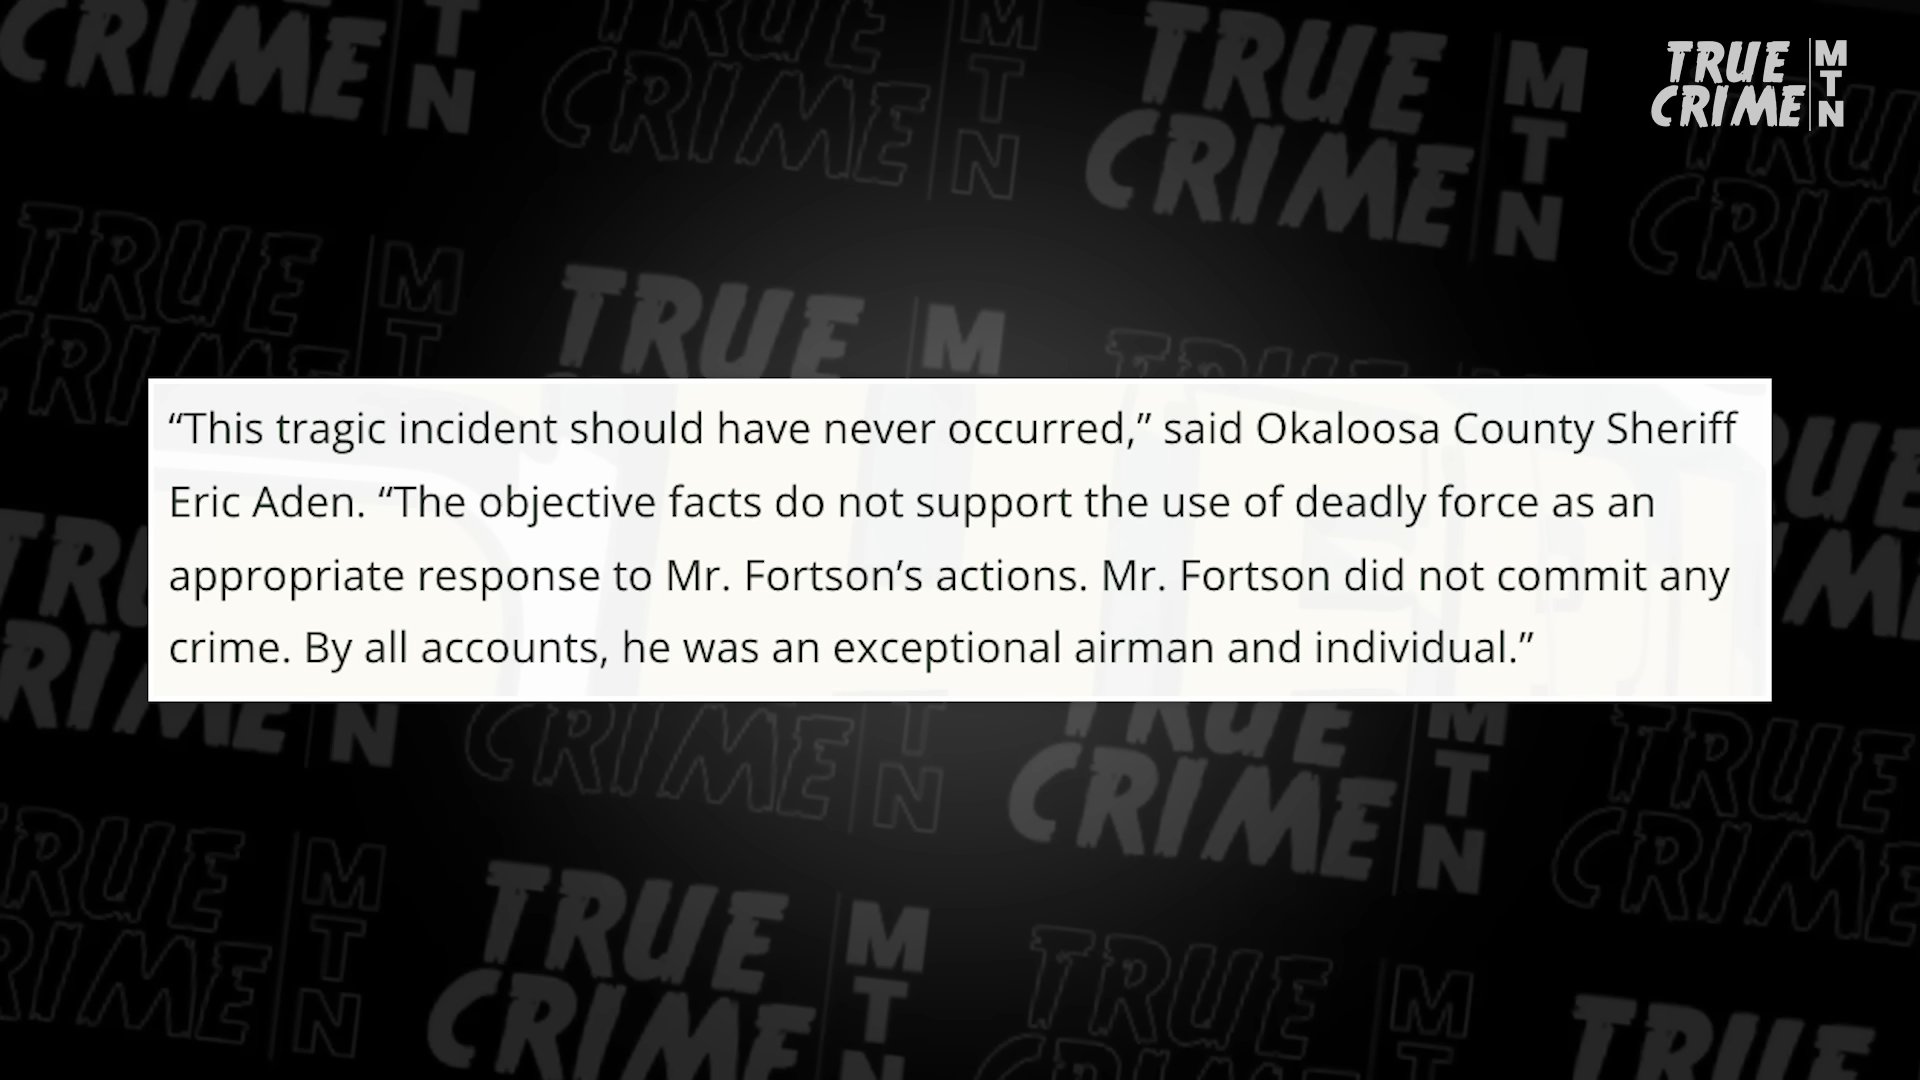 TRUE
CRIME
MTN
“This tragic incident should have never occurred,” said Okaloosa County Sheriff
Eric Aden. “The objective facts do not support the use of deadly force as an
appropriate response to Mr. Fortson’s actions. Mr. Fortson did not commit any
crime. By all accounts, he was an exceptional airman and individual.”